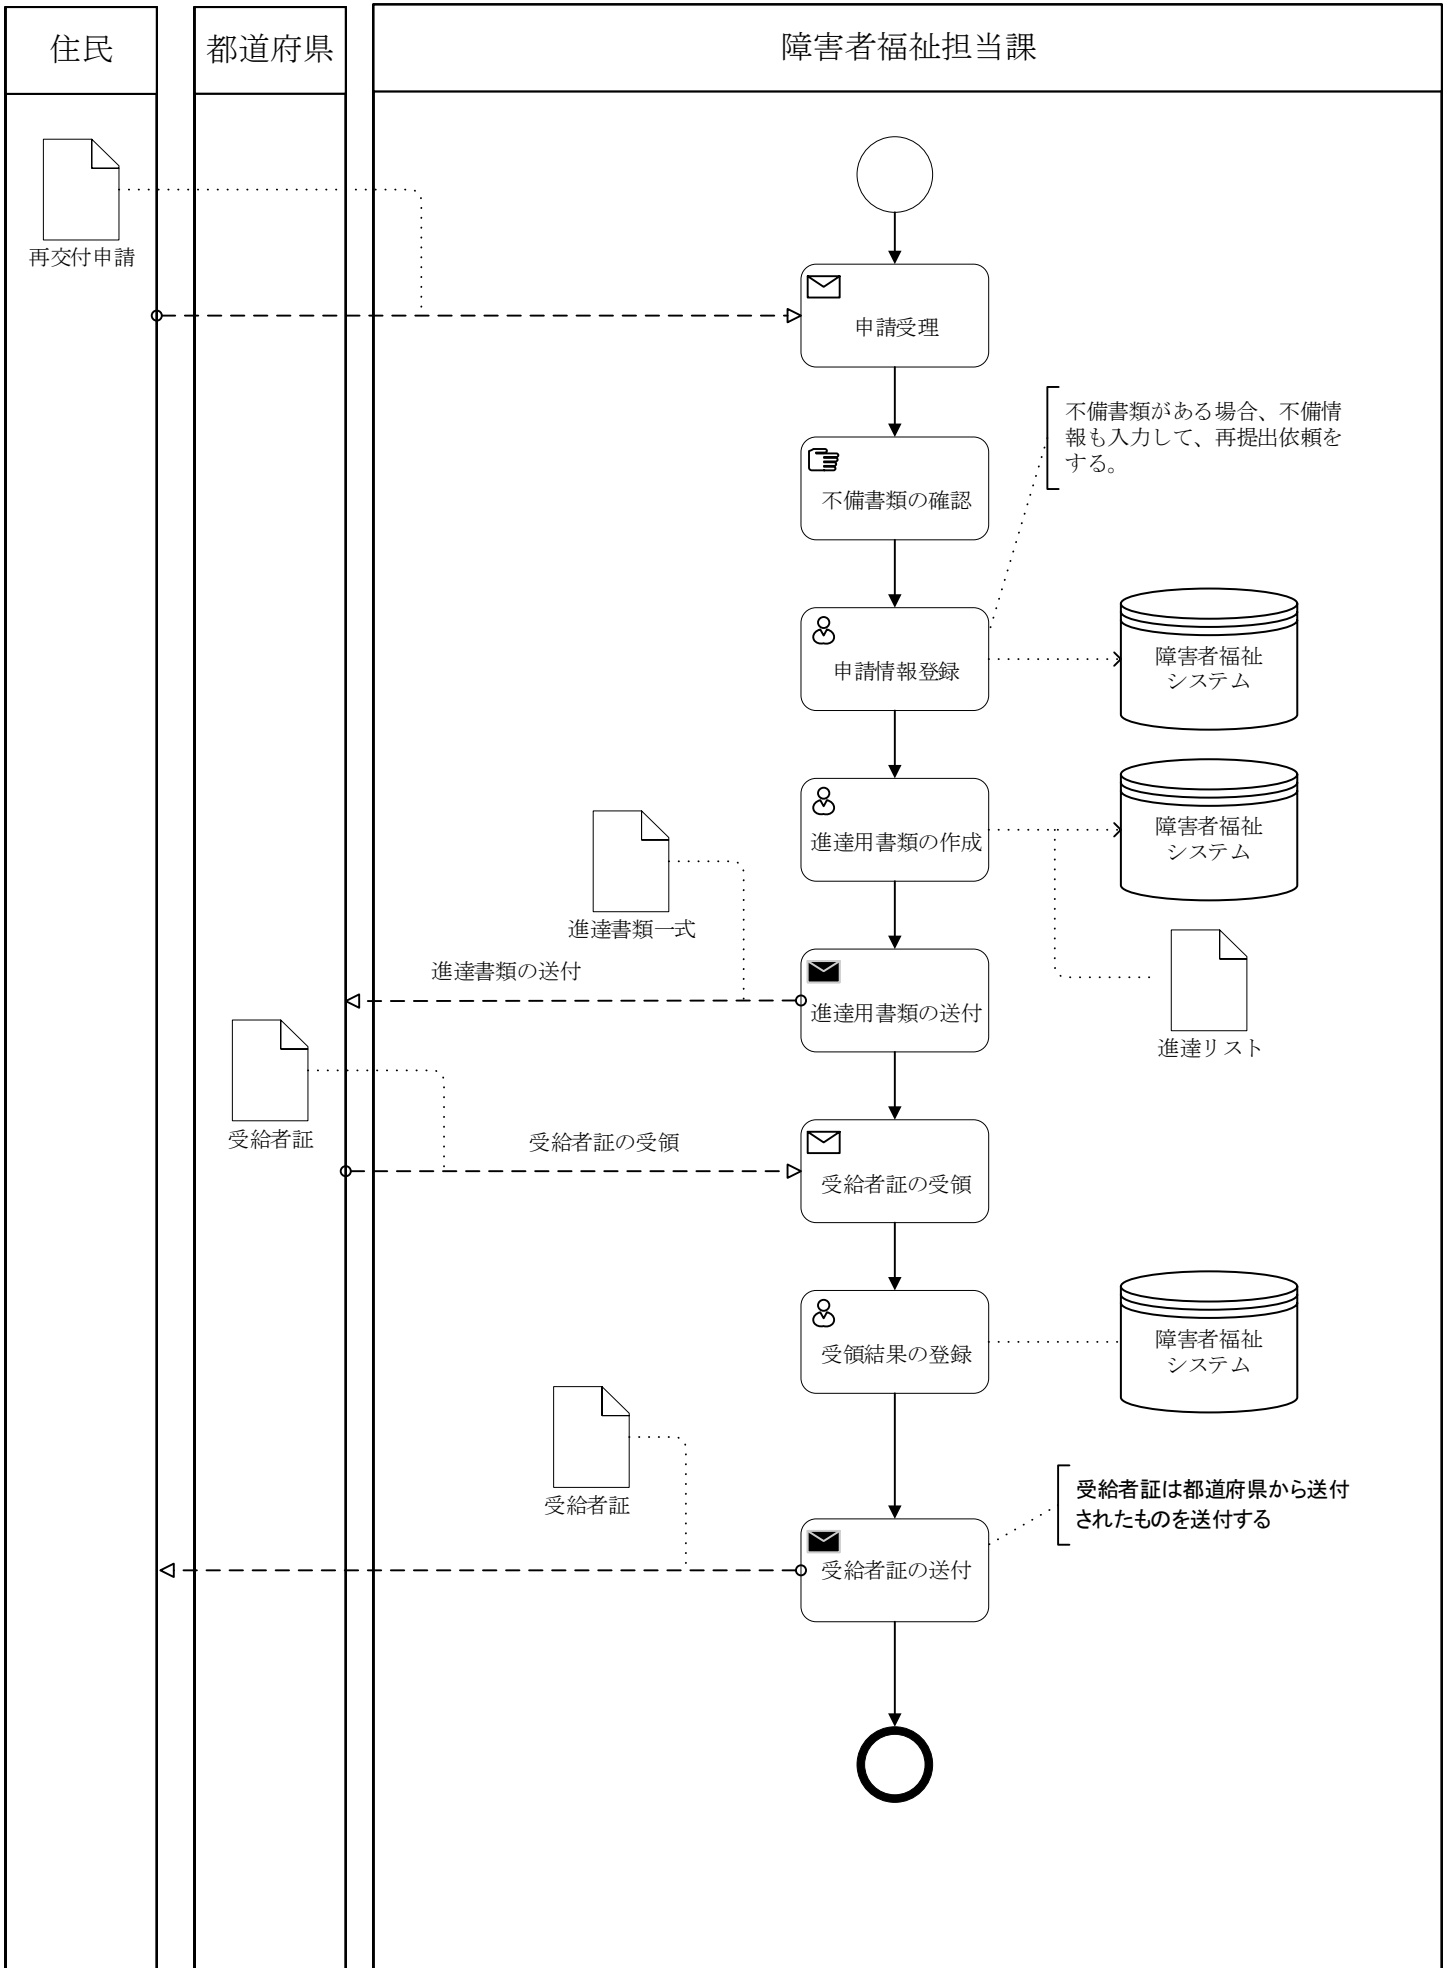 住民
都道府県
障害者福祉担当課
再交付申請
申請受理
不備書類がある場合、不備情
報も入力して、再提出依頼を
する。
不備書類の確認
申請情報登録
障害者福祉
システム
進達用書類の作成
障害者福祉
システム
進達書類一式
進達書類の送付
進達用書類の送付
進達リスト
受給者証
受給者証の受領
受給者証の受領
受領結果の登録
障害者福祉
システム
受給者証
受給者証は都道府県から送付
されたものを送付する
受給者証の送付